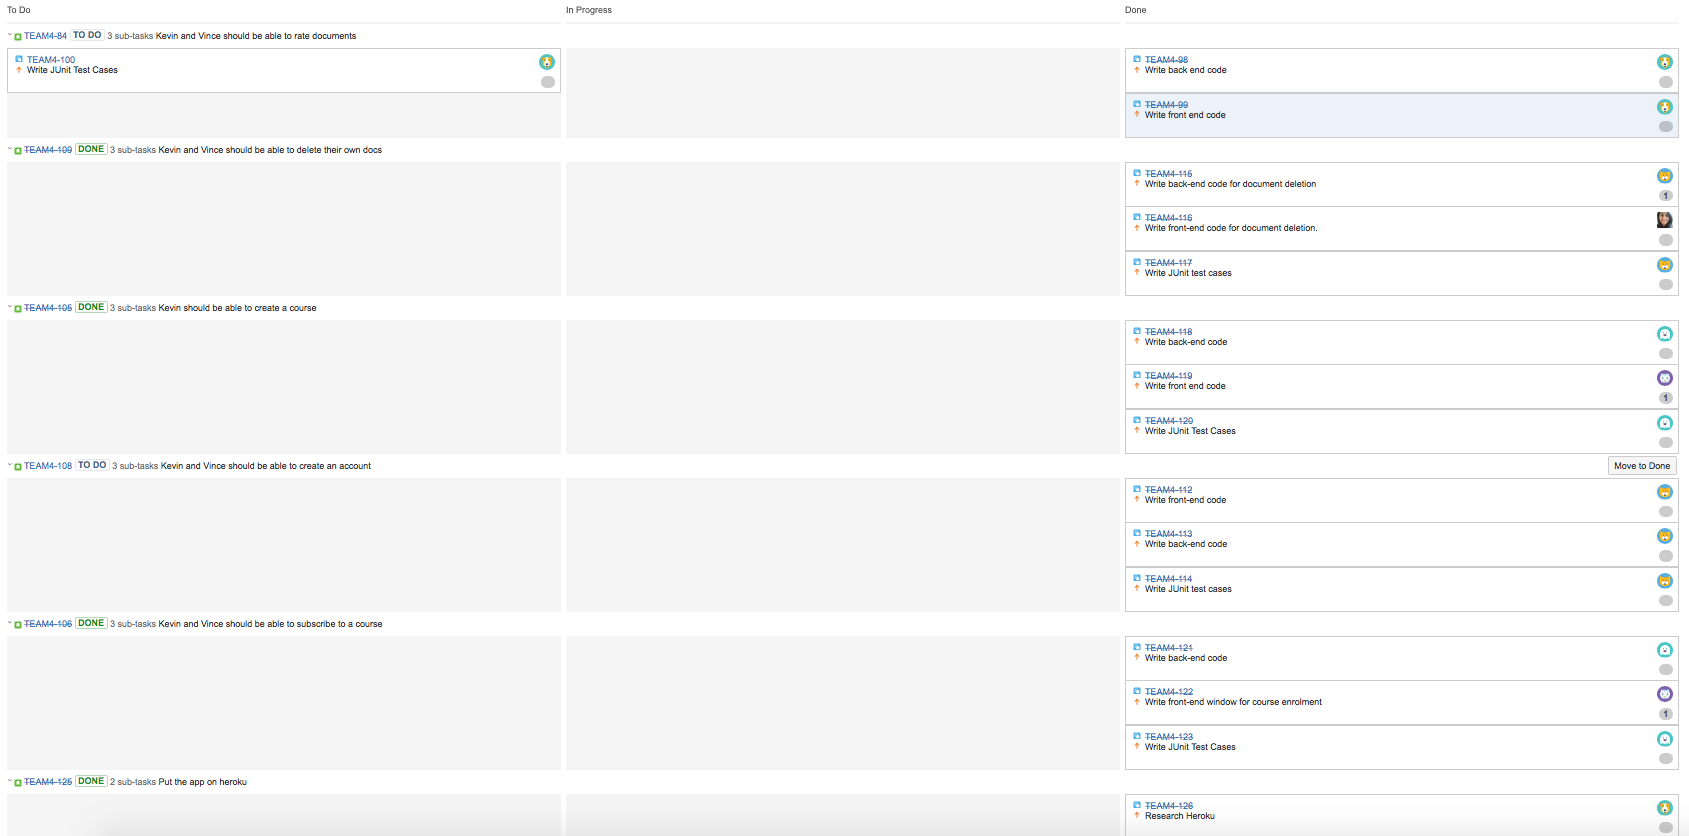 To Do In Progress Done
TEAM4-84 TO DO 3 sub-tasks Kevin and Vince should be able to rate documents
TEAM4-100
Write JUnit Test Cases
TEAM4-98
Write back end code
TEAM4-99
Write front end code
TEAM4-109 DONE 3 sub-tasks Kevin and Vince should be able to delete their own docs
TEAM4-115
Write back-end code for document deletion
1
TEAM4-116
Write front-end code for document deletion.
TEAM4-117
Write JUnit test cases
TEAM4-105 DONE 3 sub-tasks Kevin should be able to create a course
TEAM4-118
Write back-end code
TEAM4-119
Write front end code
1
TEAM4-120
Write JUnit Test Cases
TEAM4-108 TO DO 3 sub-tasks Kevin and Vince should be able to create an account Move to Done
TEAM4-112
Write front-end code
TEAM4-113
Write back-end code
TEAM4-114
Write JUnit test cases
TEAM4-106 DONE 3 sub-tasks Kevin and Vince should be able to subscribe to a course
TEAM4-121
Write back-end code
TEAM4-122
Write front-end window for course enrolment
1
TEAM4-123
Write JUnit Test Cases
TEAM4-125 DONE 2 sub-tasks Put the app on heroku
TEAM4-126
Research Heroku